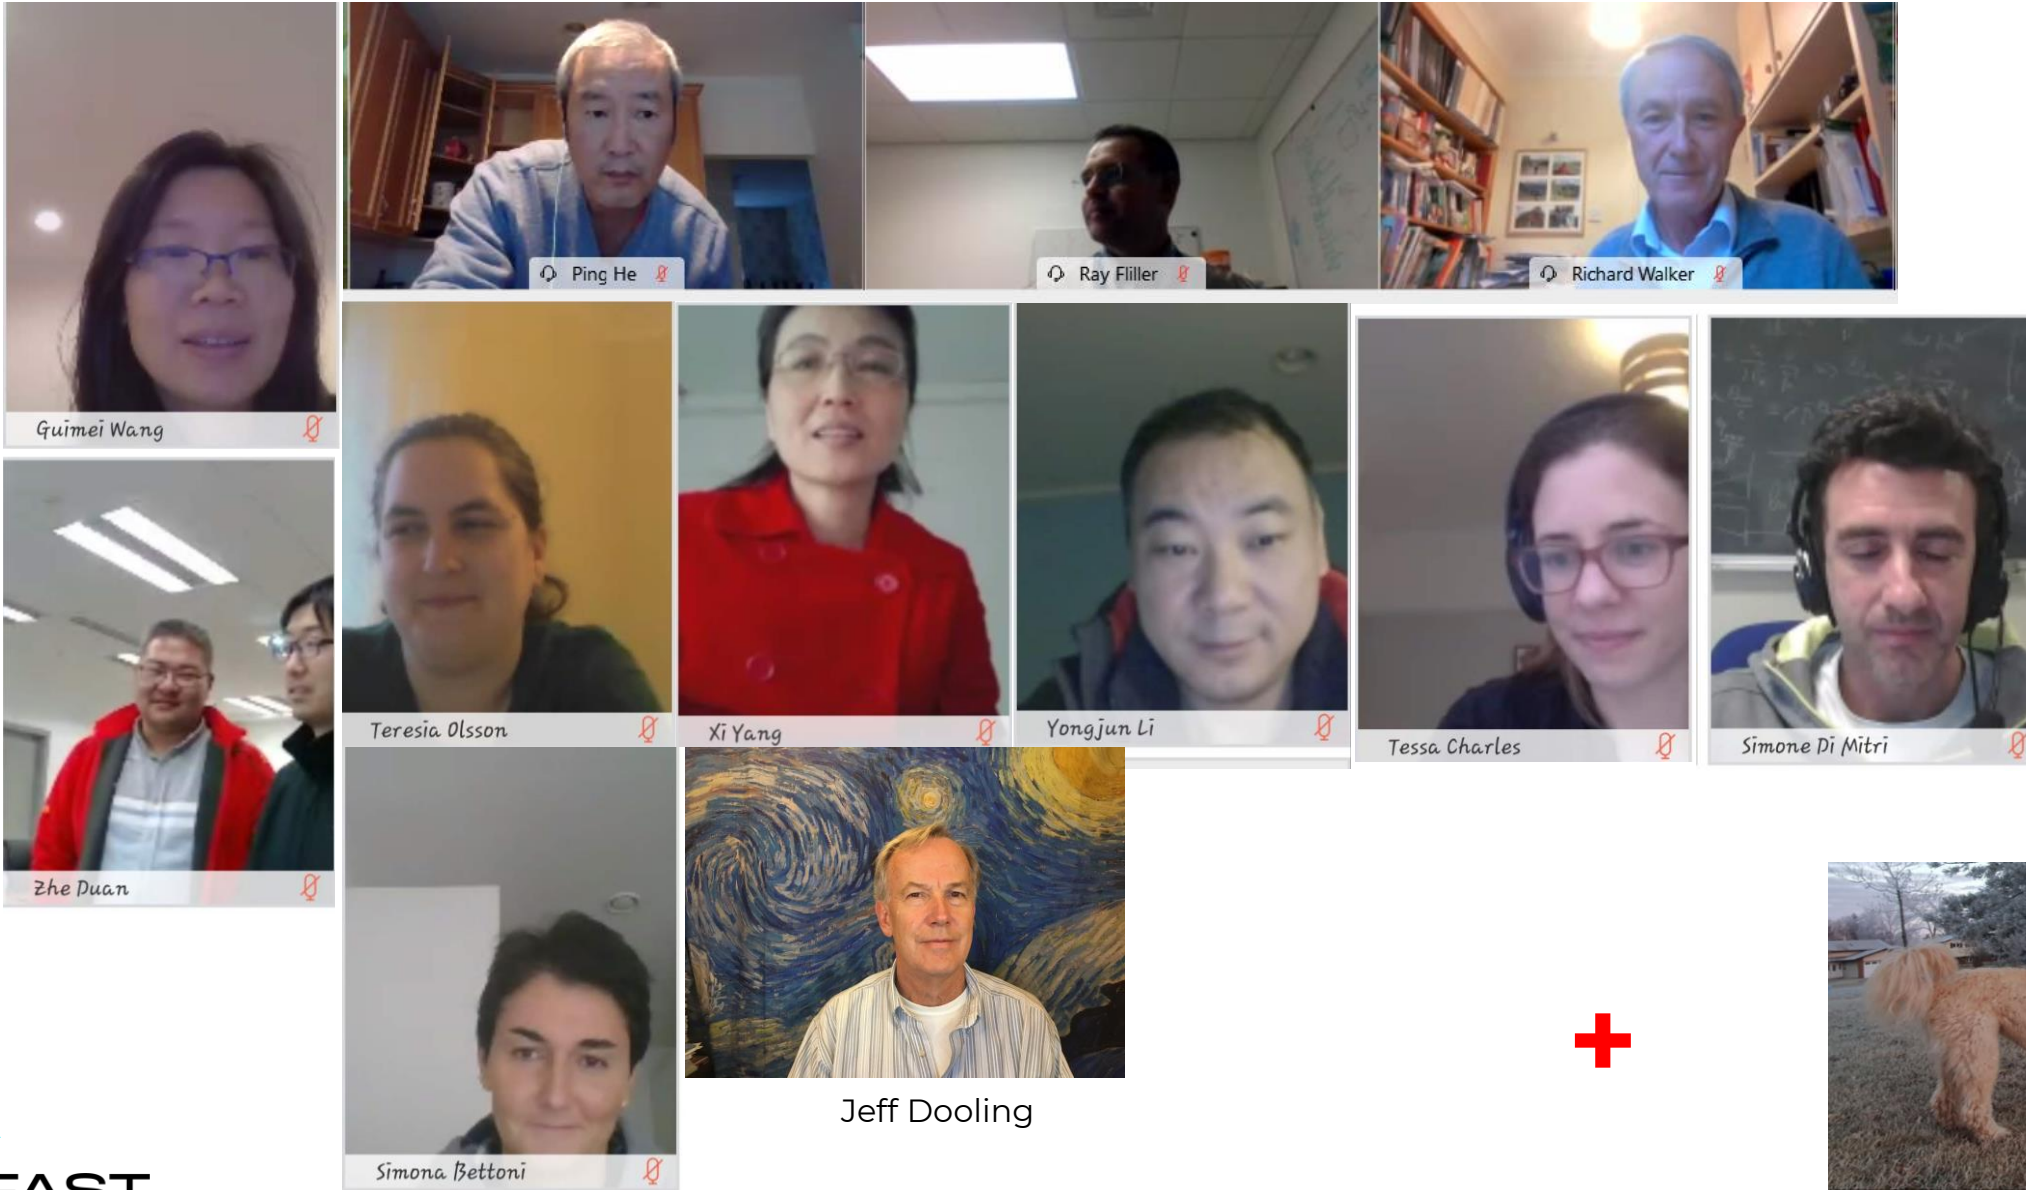 Ping He
Ray Fliller
Richard Walker
Guimei Wang
Teresia Olsson
Xi Yang
Yongjun Li
Tessa Charles
Simone Di Mitri
Zhe Duan
Jeff Dooling
Simona Bettoni